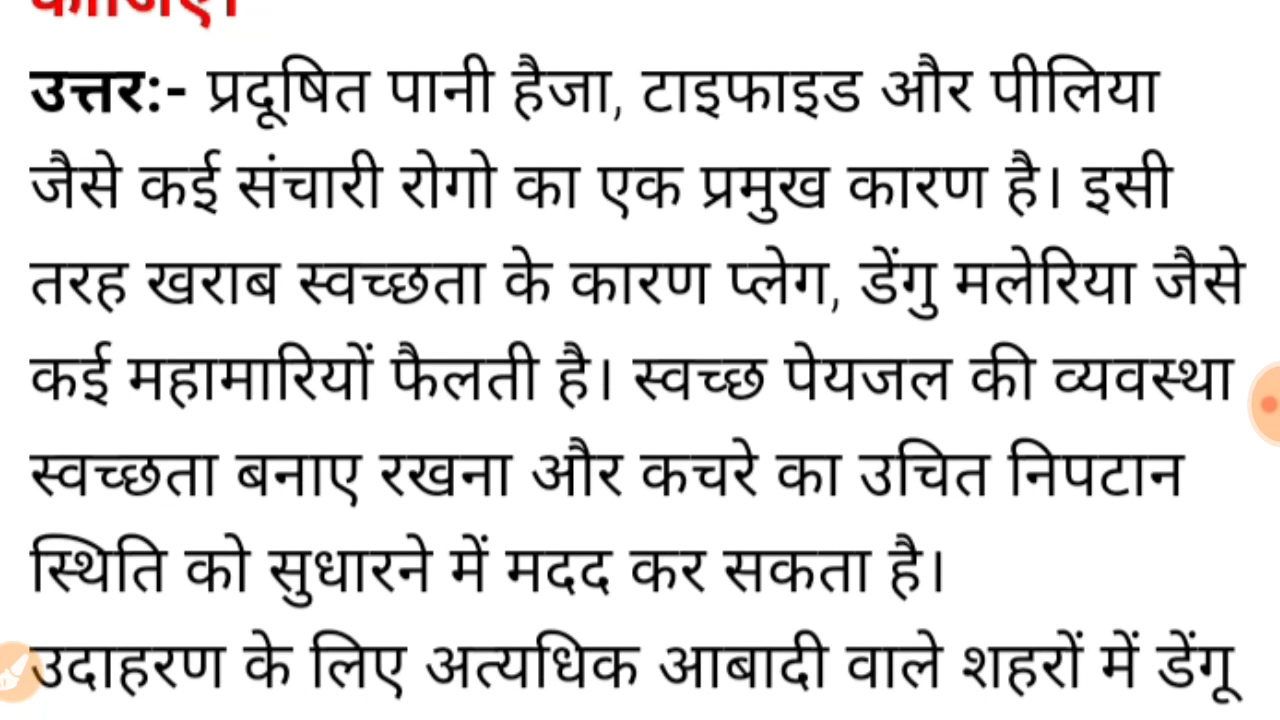 कीजिए।
उत्तर:- प्रदूषित पानी हैजा, टाइफाइड और पीलिया
जैसे कई संचारी रोगो का एक प्रमुख कारण है। इसी
तरह खराब स्वच्छता के कारण प्लेग, डेंगु मलेरिया जैसे
कई महामारियों फैलती है। स्वच्छ पेयजल की व्यवस्था
स्वच्छता बनाए रखना और कचरे का उचित निपटान
स्थिति को सुधारने में मदद कर सकता है।
उदाहरण के लिए अत्यधिक आबादी वाले शहरों में डेंगू